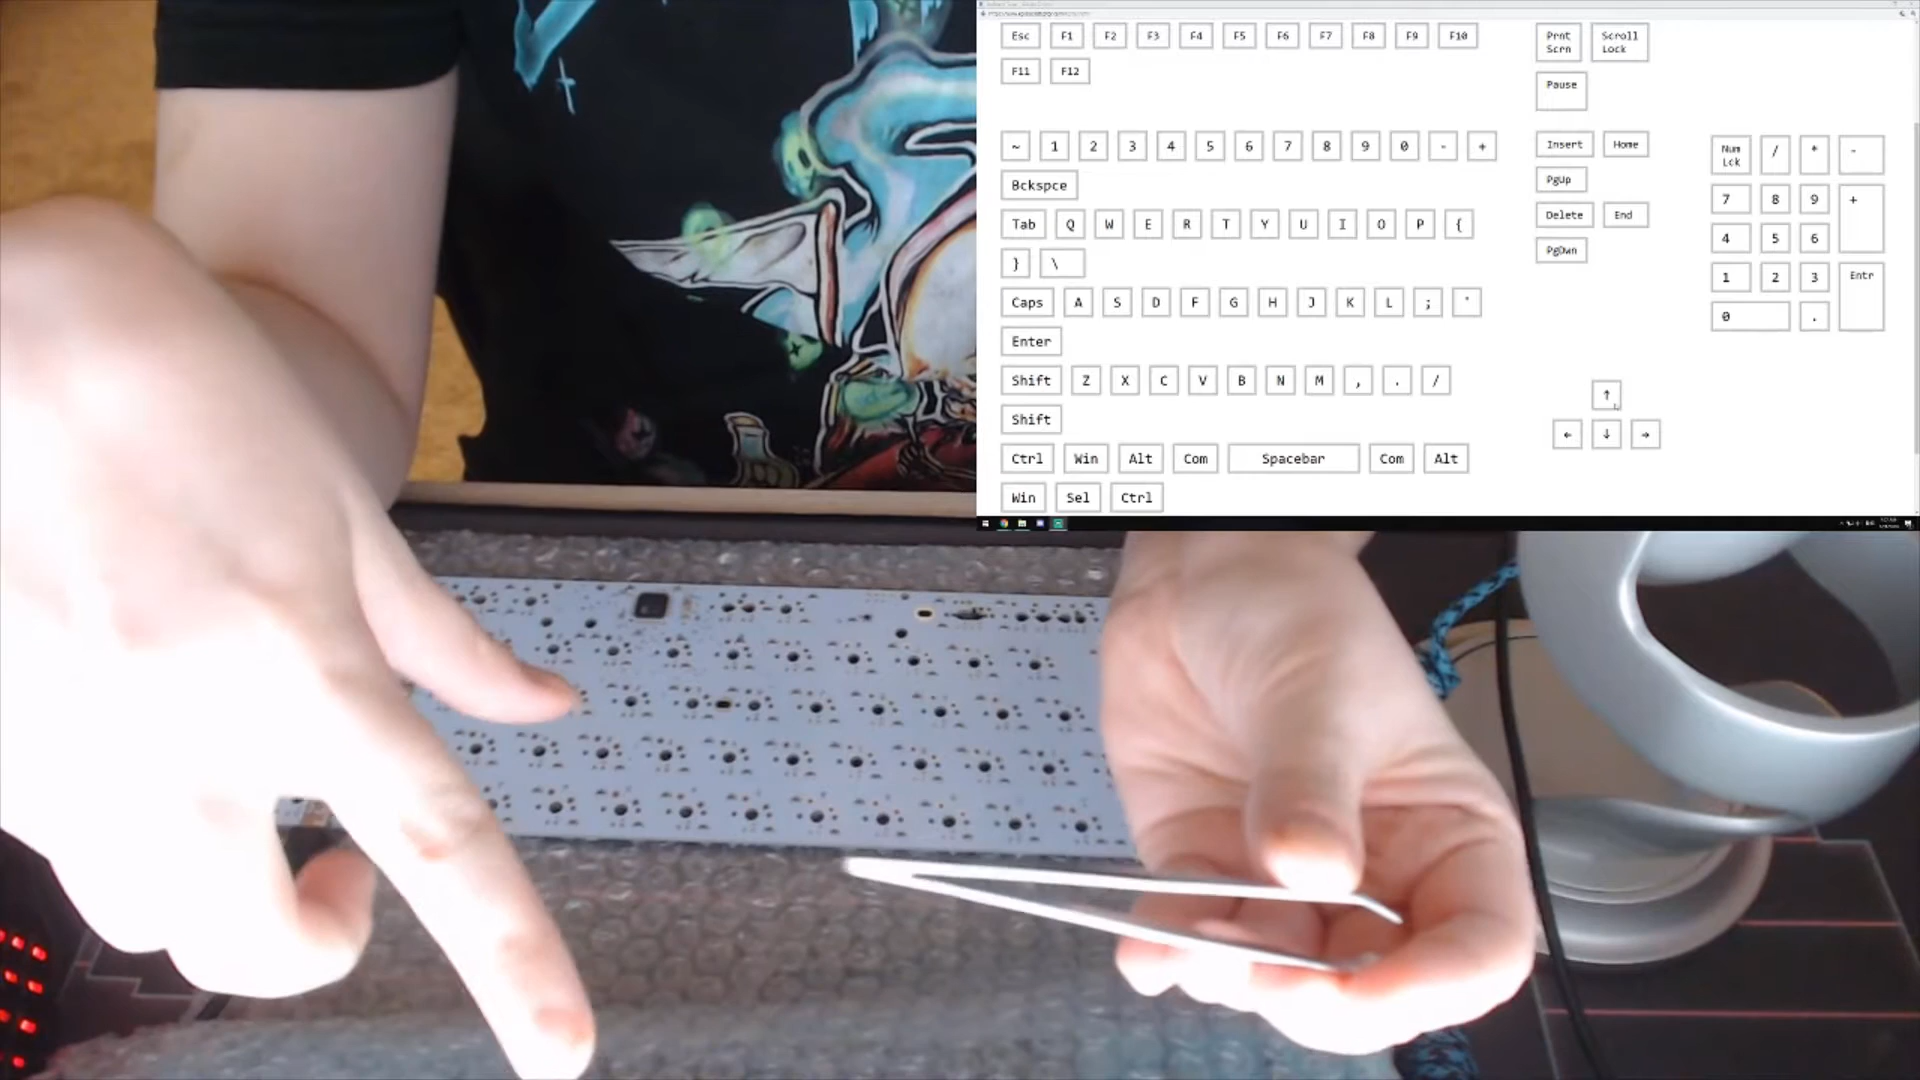 Esc F1 F2 F3 F4 F5 F6 F7 F8 F9 F10
F11 F12
~ 1 2 3 4 5 6 7 8 9 0 - +
Bckspce
Tab Q W E R T Y U I O P {
} \
Caps A S D F G H J K L ; '
Enter
Shift Z X C V B N M , . /
Shift
Ctrl Win Alt Com Spacebar Com Alt
Win Sel Ctrl
Prnt Scroll
Scrn Lock
Pause
Insert Home
PgUp
Delete End
PgDwn
↑
← ↓ →
Num / * -
Lck
7 8 9 +
4 5 6
1 2 3 Entr
0 .